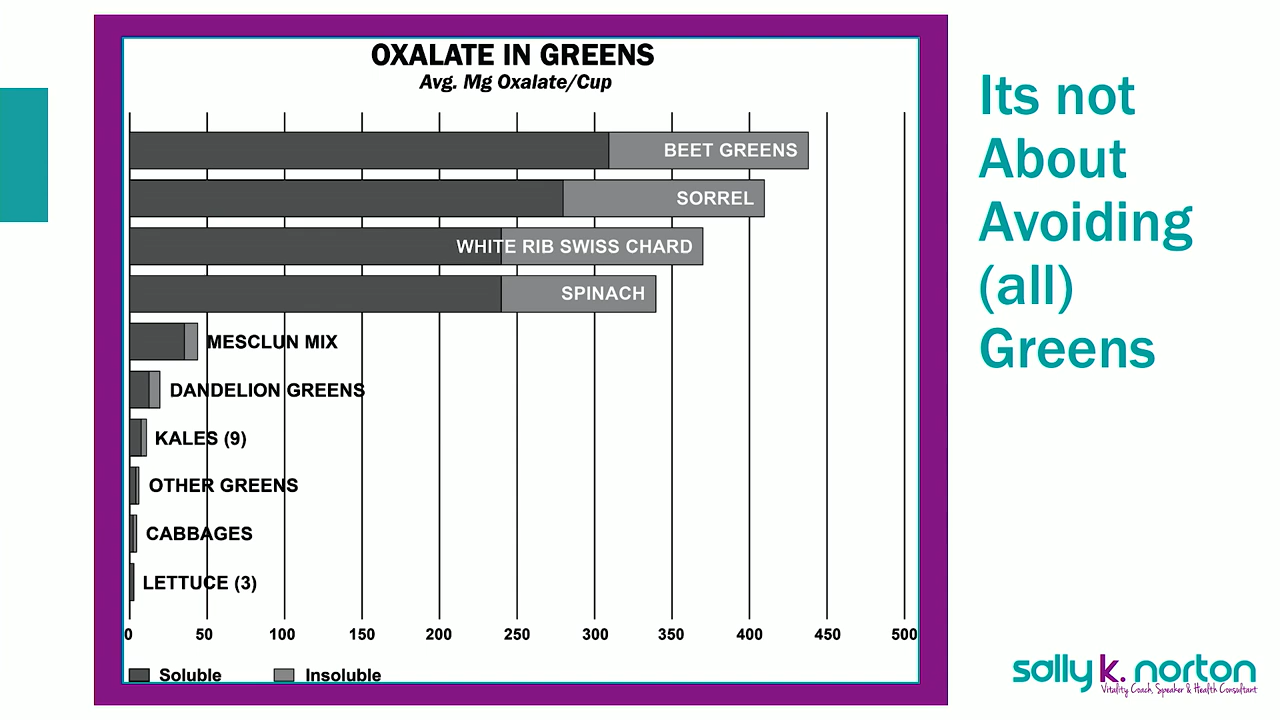 OXALATE IN GREENS
Avg. Mg Oxalate/Cup
BEET GREENS
SORREL
WHITE RIB SWISS CHARD
SPINACH
MESCLUN MIX
DANDELION GREENS
KALES (9)
OTHER GREENS
CABBAGES
LETTUCE (3)
0 50 100 150 200 250 300 350 400 450 500
Soluble Insoluble
Its not
About
Avoiding
(all)
Greens
sally k. norton
Vitality Coach, Speaker & Health Consultant